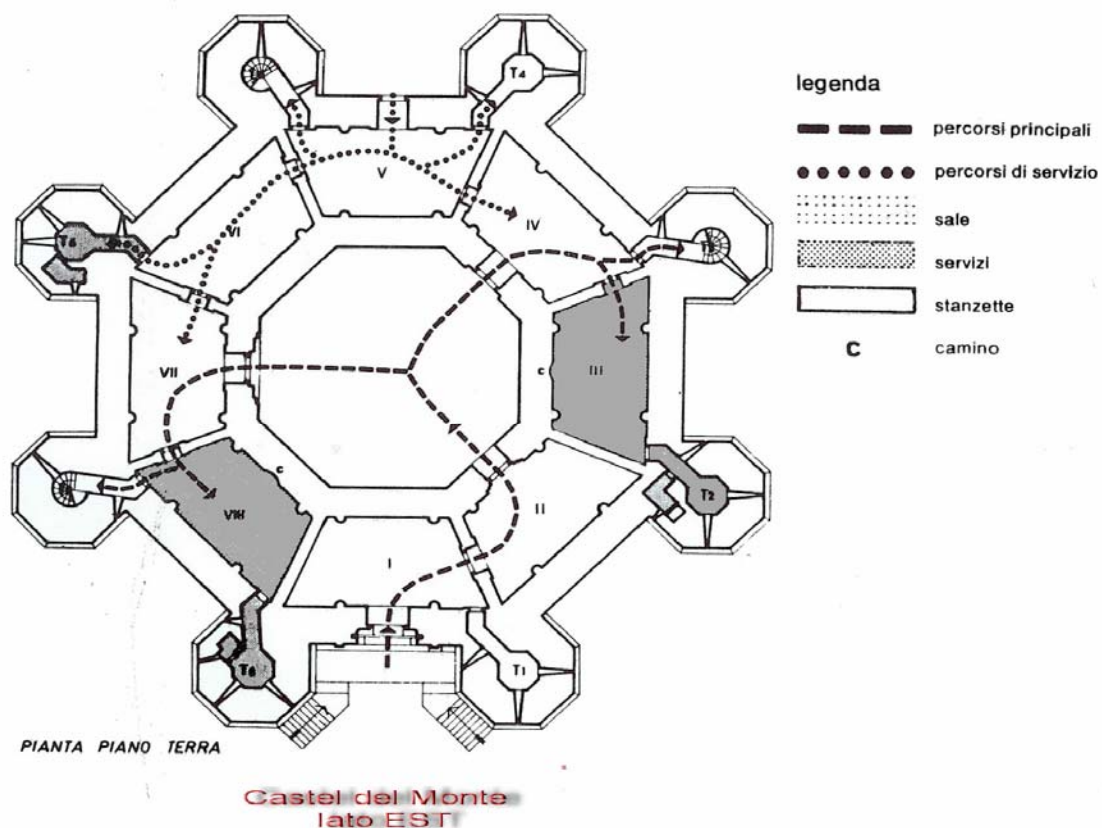 legenda
percorsi principali
percorsi di servizio
sale
servizi
stanzette
C camino
T4
V
IV
VI
VII
c
III
T2
c
VIII
II
I
T1
PIANTA PIANO TERRA
Castel del Monte
lato EST